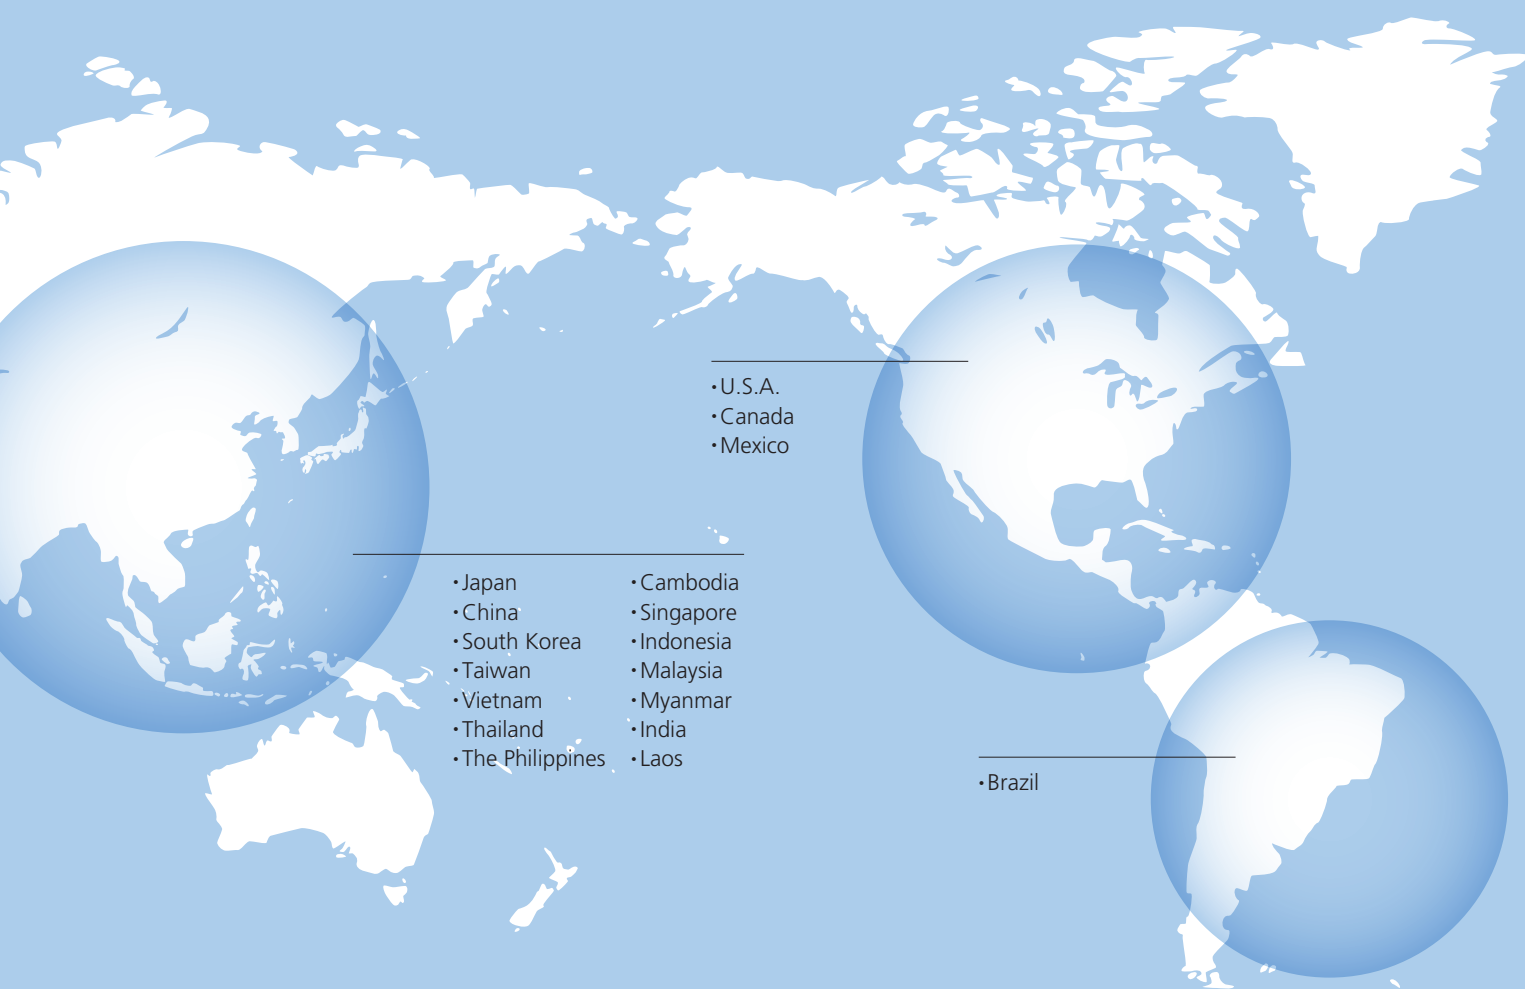 ・U.S.A.
・Canada
・Mexico
・Japan
・China
・South Korea
・Taiwan
・Vietnam
・Thailand
・The Philippines
・Cambodia
・Singapore
・Indonesia
・Malaysia
・Myanmar
・India
・Laos
・Brazil